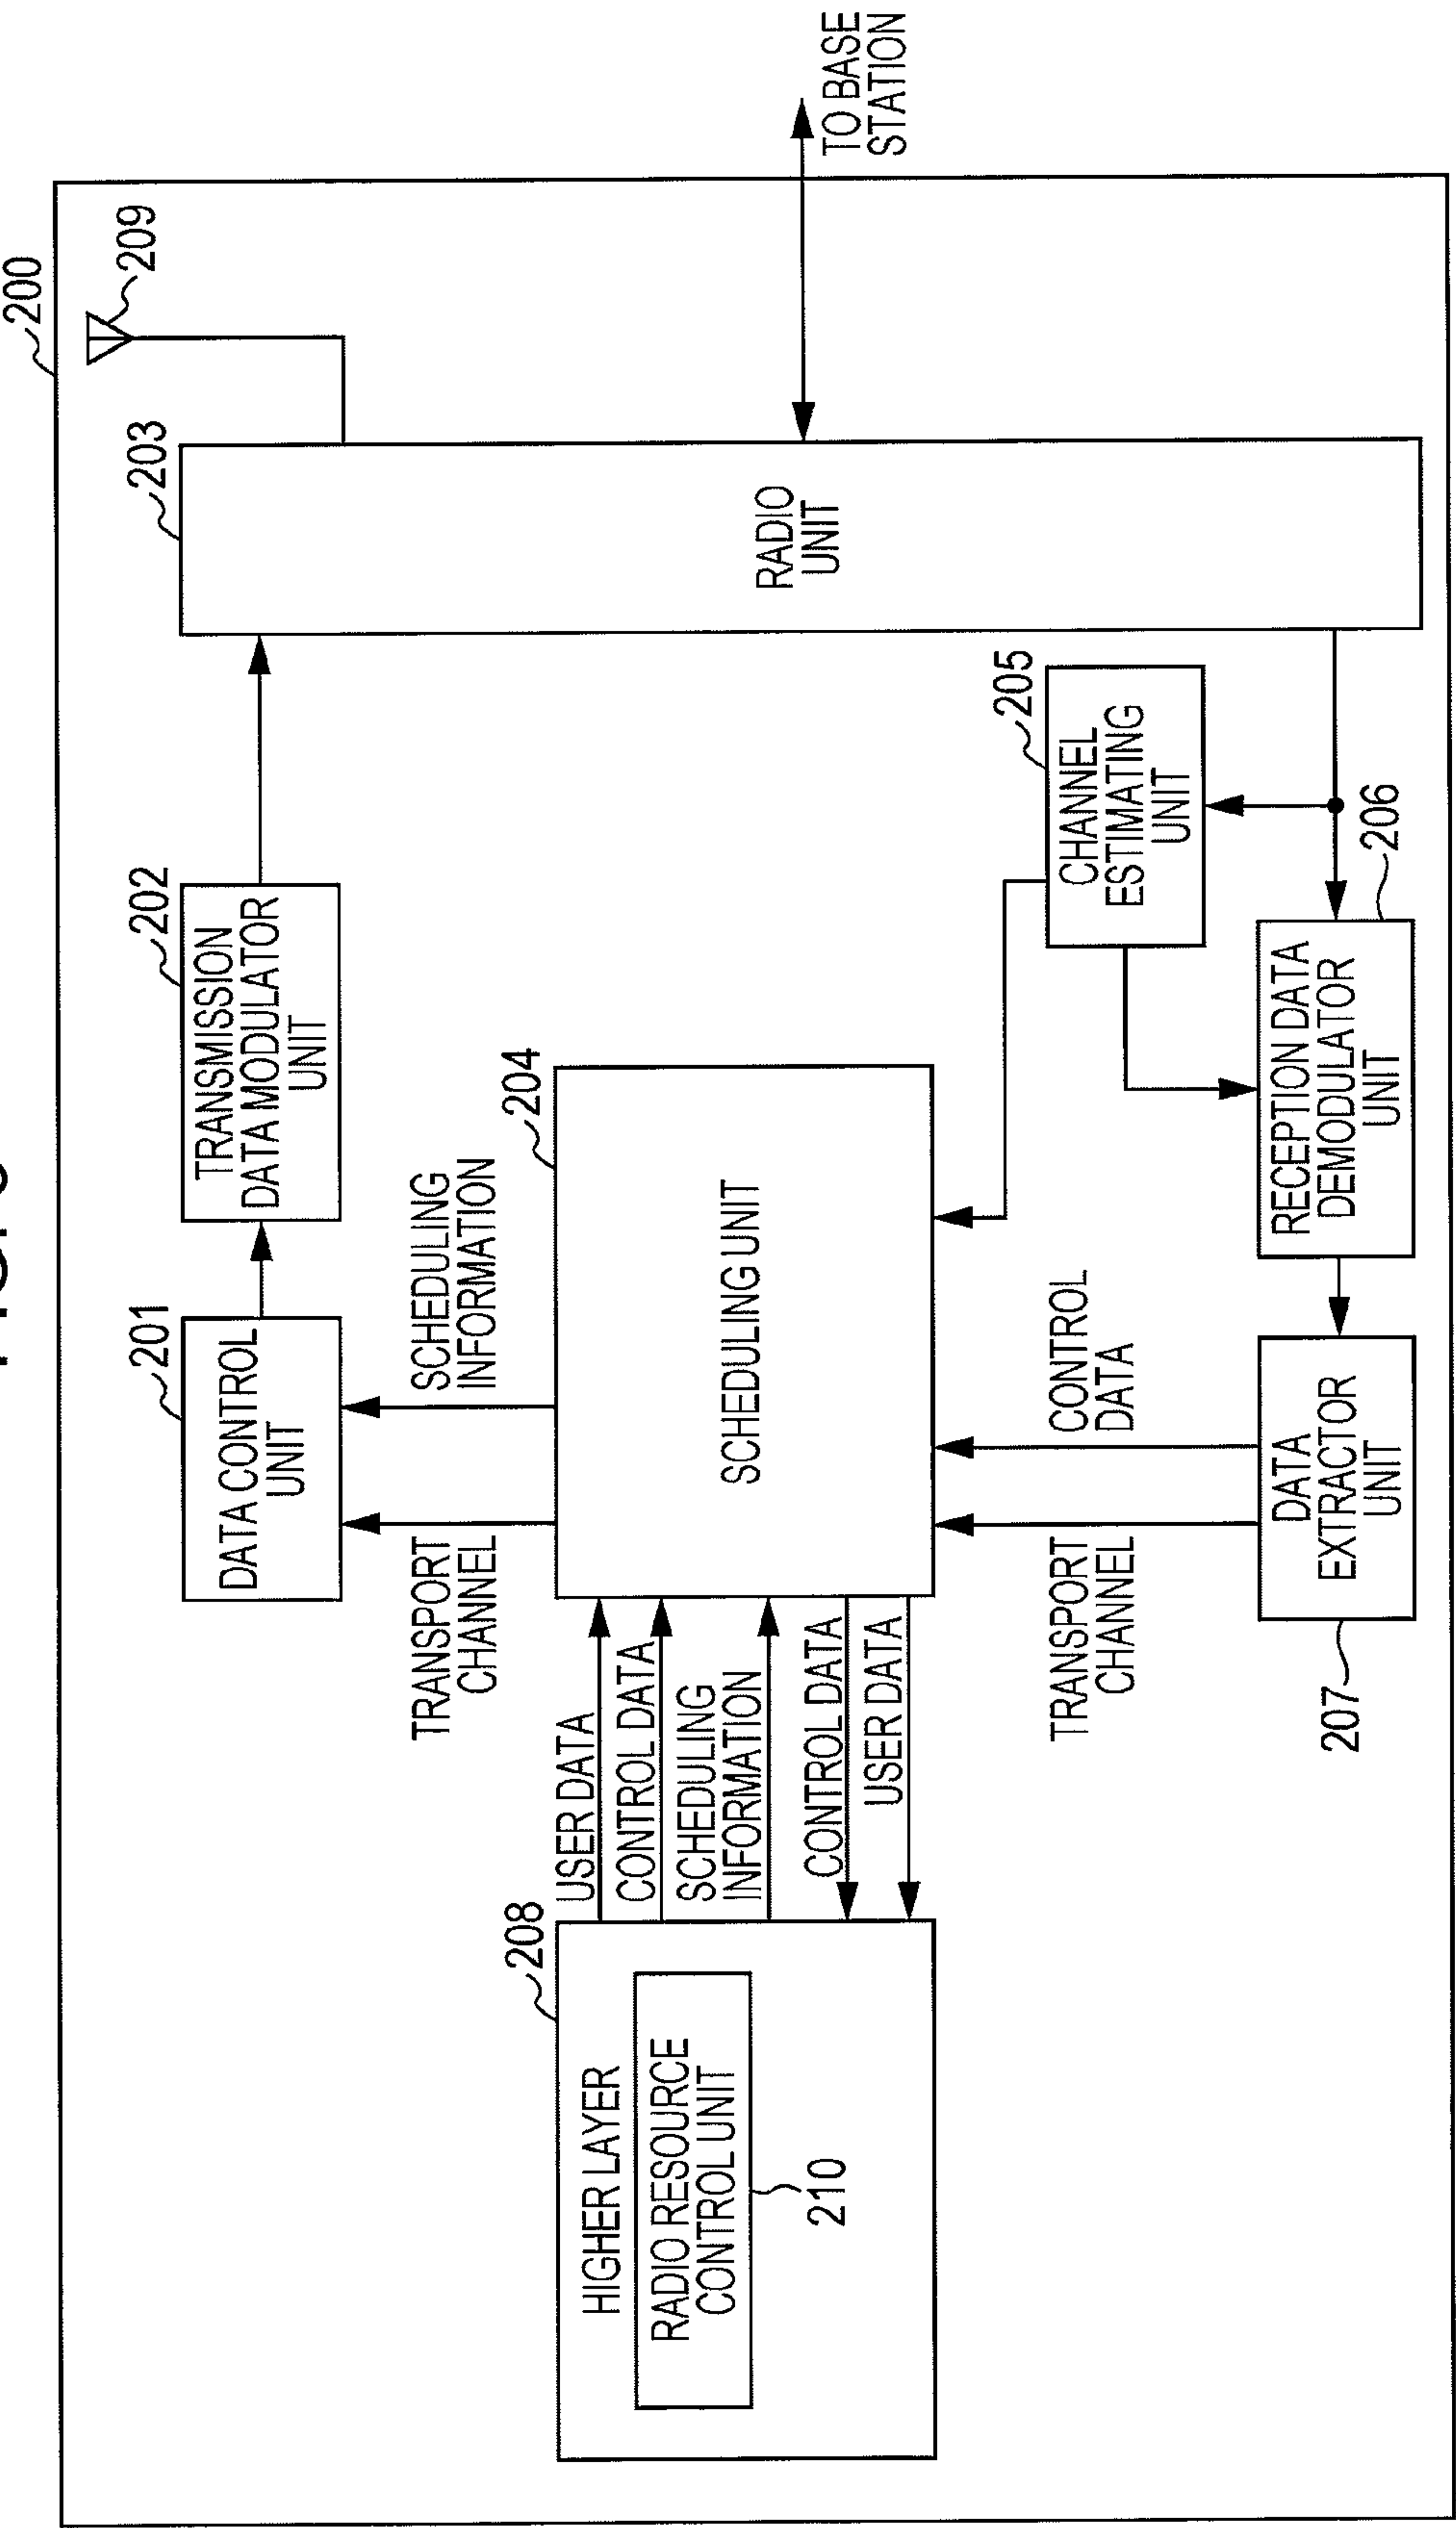 200
209
203
TO BASE
STATION
RADIO
UNIT
202
TRANSMISSION
DATA MODULATOR
UNIT
201
DATA CONTROL
UNIT
SCHEDULING
INFORMATION
TRANSPORT
CHANNEL
204
SCHEDULING UNIT
205
CHANNEL
ESTIMATING
UNIT
206
RECEPTION DATA
DEMODULATOR
UNIT
CONTROL
DATA
TRANSPORT
CHANNEL
DATA
EXTRACTOR
UNIT
207
USER DATA
CONTROL DATA
SCHEDULING
INFORMATION
CONTROL DATA
USER DATA
208
HIGHER LAYER
RADIO RESOURCE
CONTROL UNIT
210